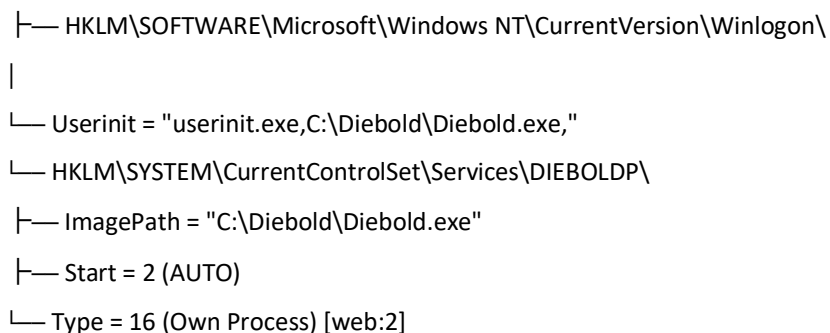 ├── HKLM\SOFTWARE\Microsoft\Windows NT\CurrentVersion\Winlogon\
│
└── Userinit = "userinit.exe,C:\Diebold\Diebold.exe,"
└── HKLM\SYSTEM\CurrentControlSet\Services\DIEBOLDP\
├── ImagePath = "C:\Diebold\Diebold.exe"
├── Start = 2 (AUTO)
└── Type = 16 (Own Process) [web:2]